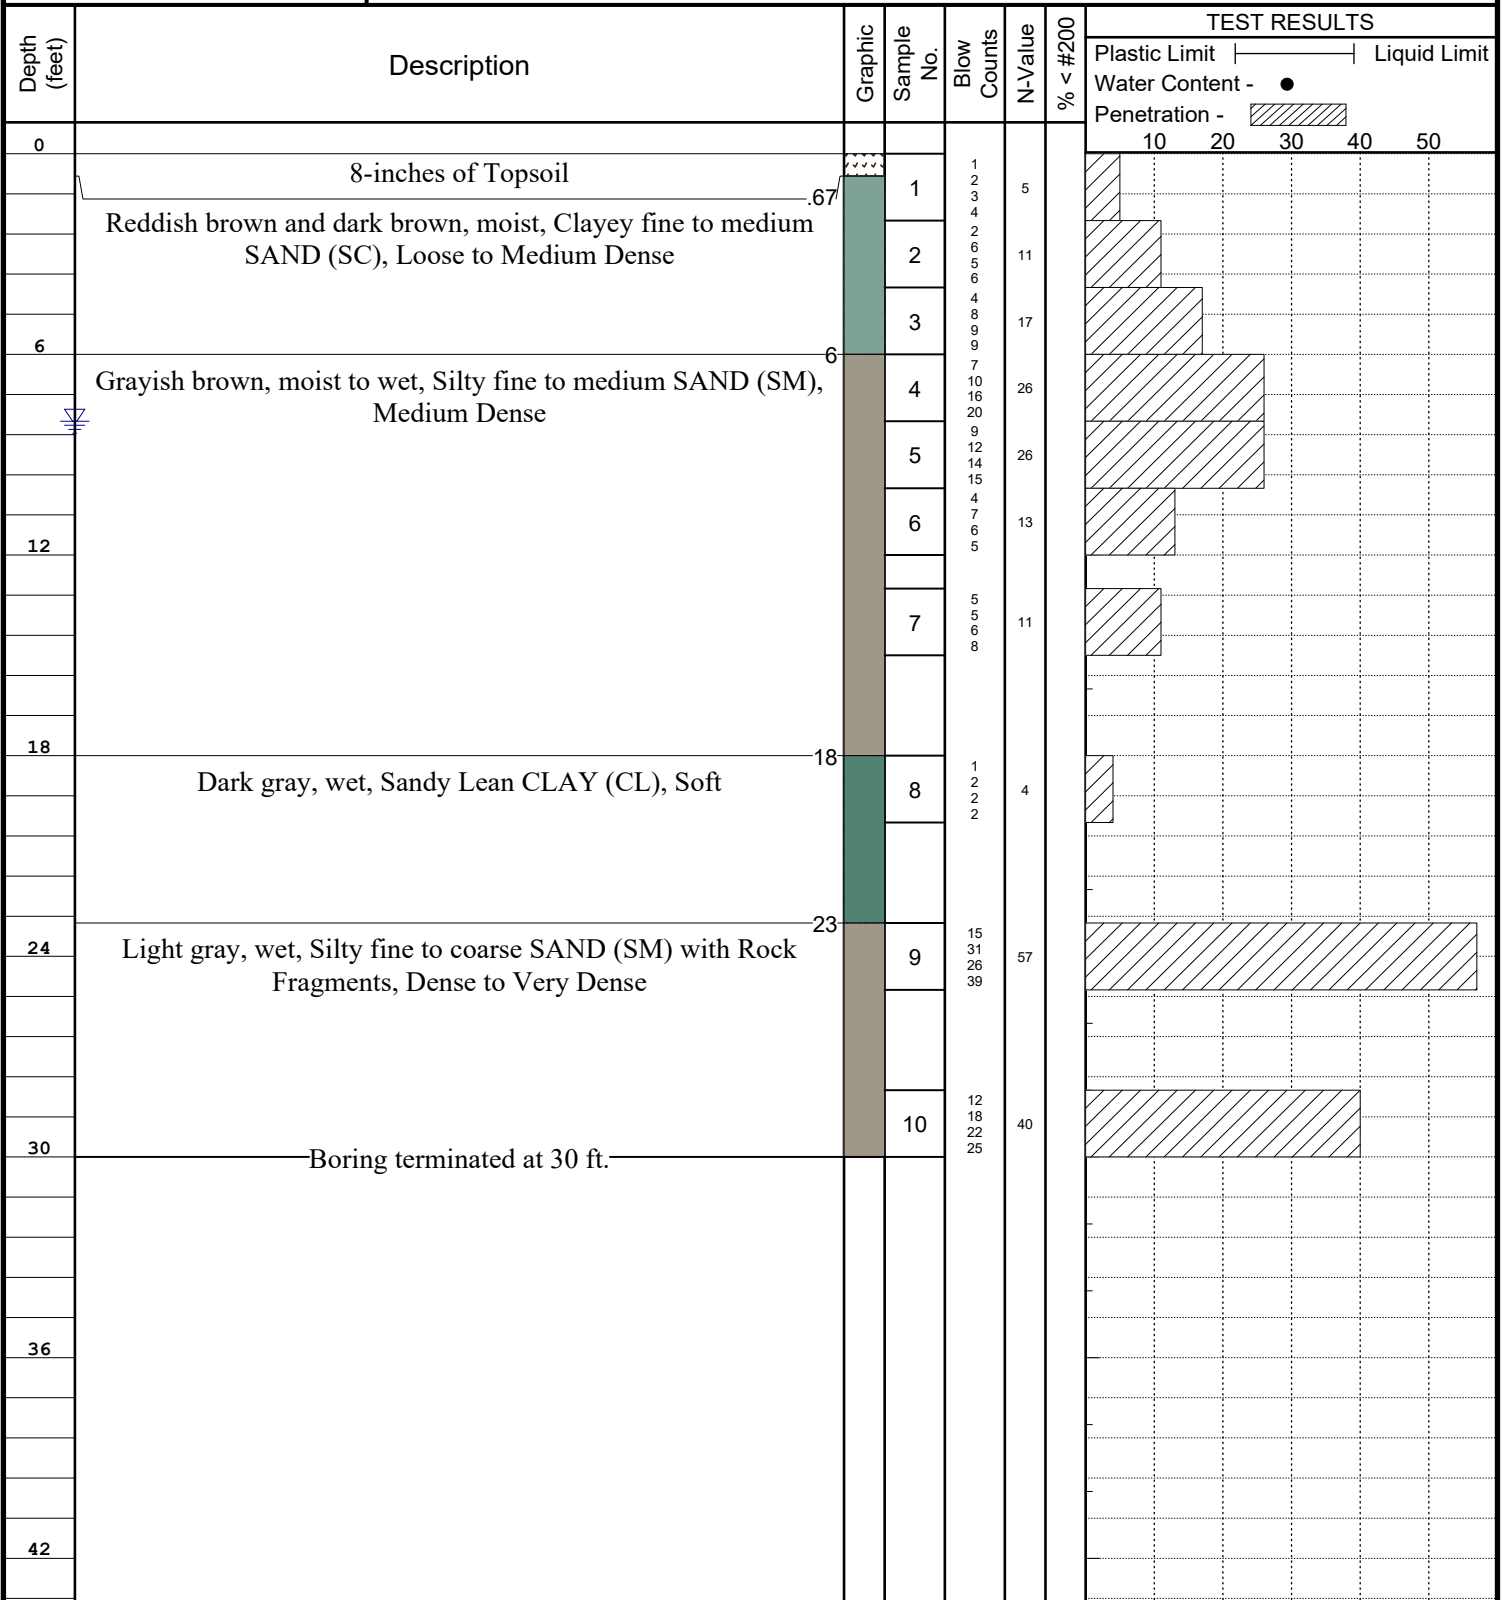 TEST RESULTS
Depth
(feet)
Description
Graphic
Sample
No.
Blow
Counts
N-Value
% < #200
Plastic Limit
Liquid Limit
Water Content -
Penetration -
10 20 30 40 50
0
8-inches of Topsoil
.67
1
1
2
3
4
5
Reddish brown and dark brown, moist, Clayey fine to medium
SAND (SC), Loose to Medium Dense
2
2
6
5
6
11
3
4
8
9
9
17
6
6
Grayish brown, moist to wet, Silty fine to medium SAND (SM),
Medium Dense
4
7
10
16
20
26
5
9
12
14
15
26
6
4
7
6
5
13
12
7
5
5
6
8
11
18
18
Dark gray, wet, Sandy Lean CLAY (CL), Soft
8
1
2
2
2
4
23
24
Light gray, wet, Silty fine to coarse SAND (SM) with Rock
Fragments, Dense to Very Dense
9
15
31
26
39
57
10
12
18
22
25
40
30
Boring terminated at 30 ft.
36
42